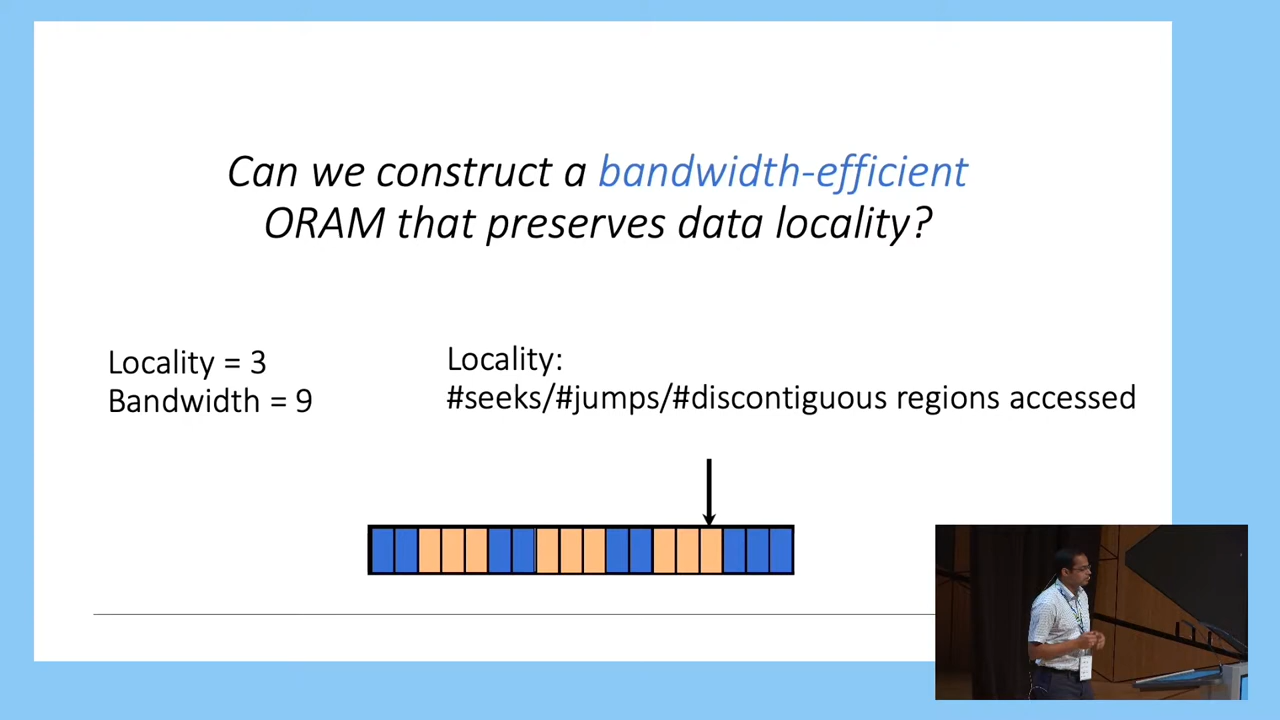 Can we construct a bandwidth-efficient
ORAM that preserves data locality?
Locality = 3
Bandwidth = 9
Locality:
#seeks/#jumps/#discontiguous regions accessed